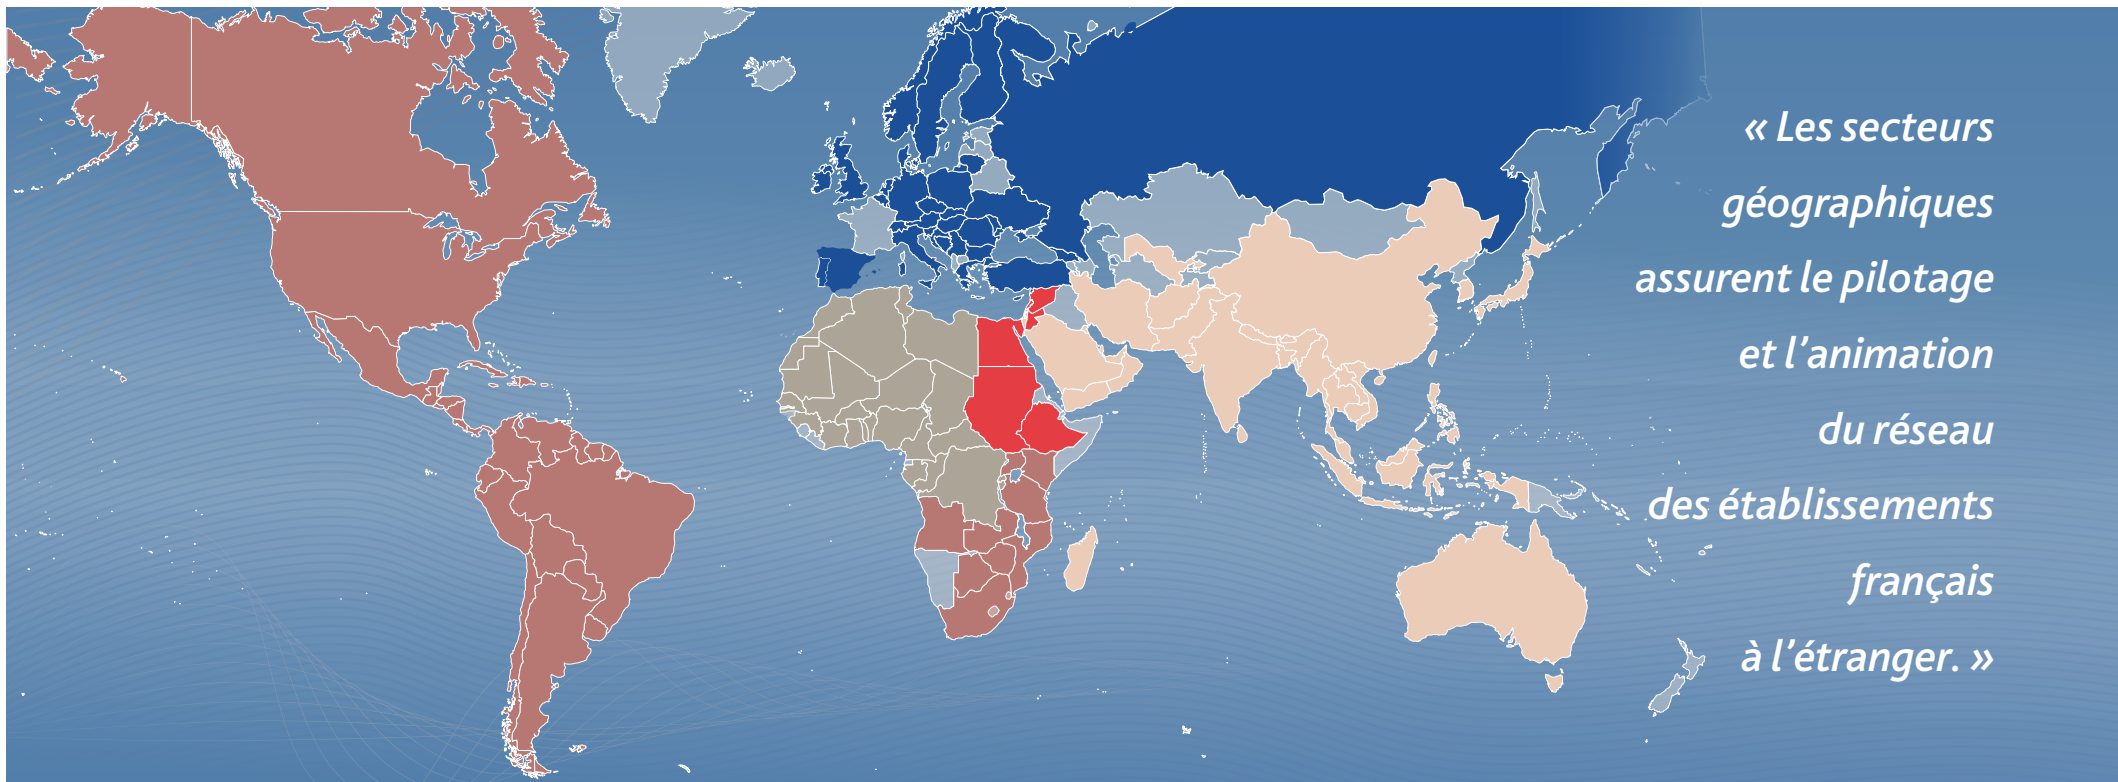 « Les secteurs
géographiques
assurent le pilotage
et l’animation
du réseau
des établissements
français
à l’étranger. »